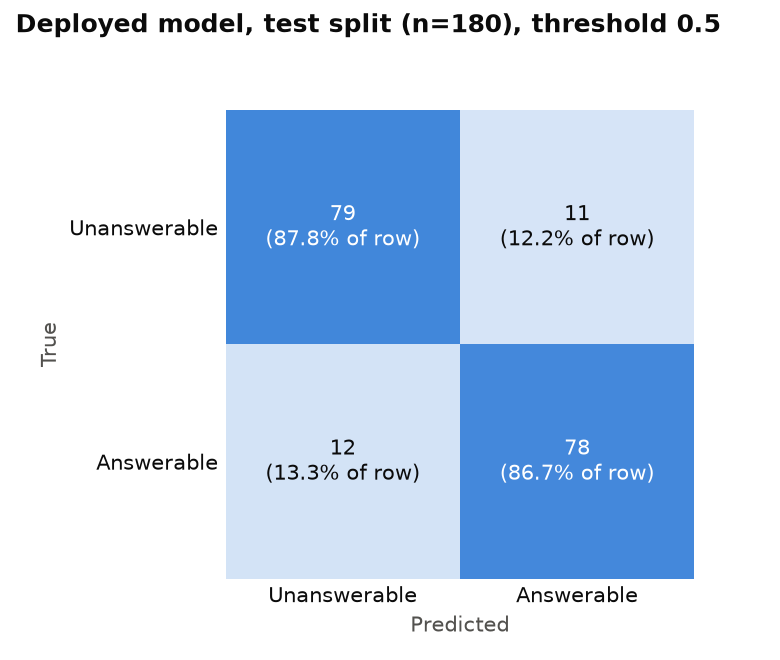 Deployed model, test split (n=180), threshold 0.5
Unanswerable
79
(87.8% of row)
11
(12.2% of row)
True
Answerable
12
(13.3% of row)
78
(86.7% of row)
Unanswerable
Answerable
Predicted